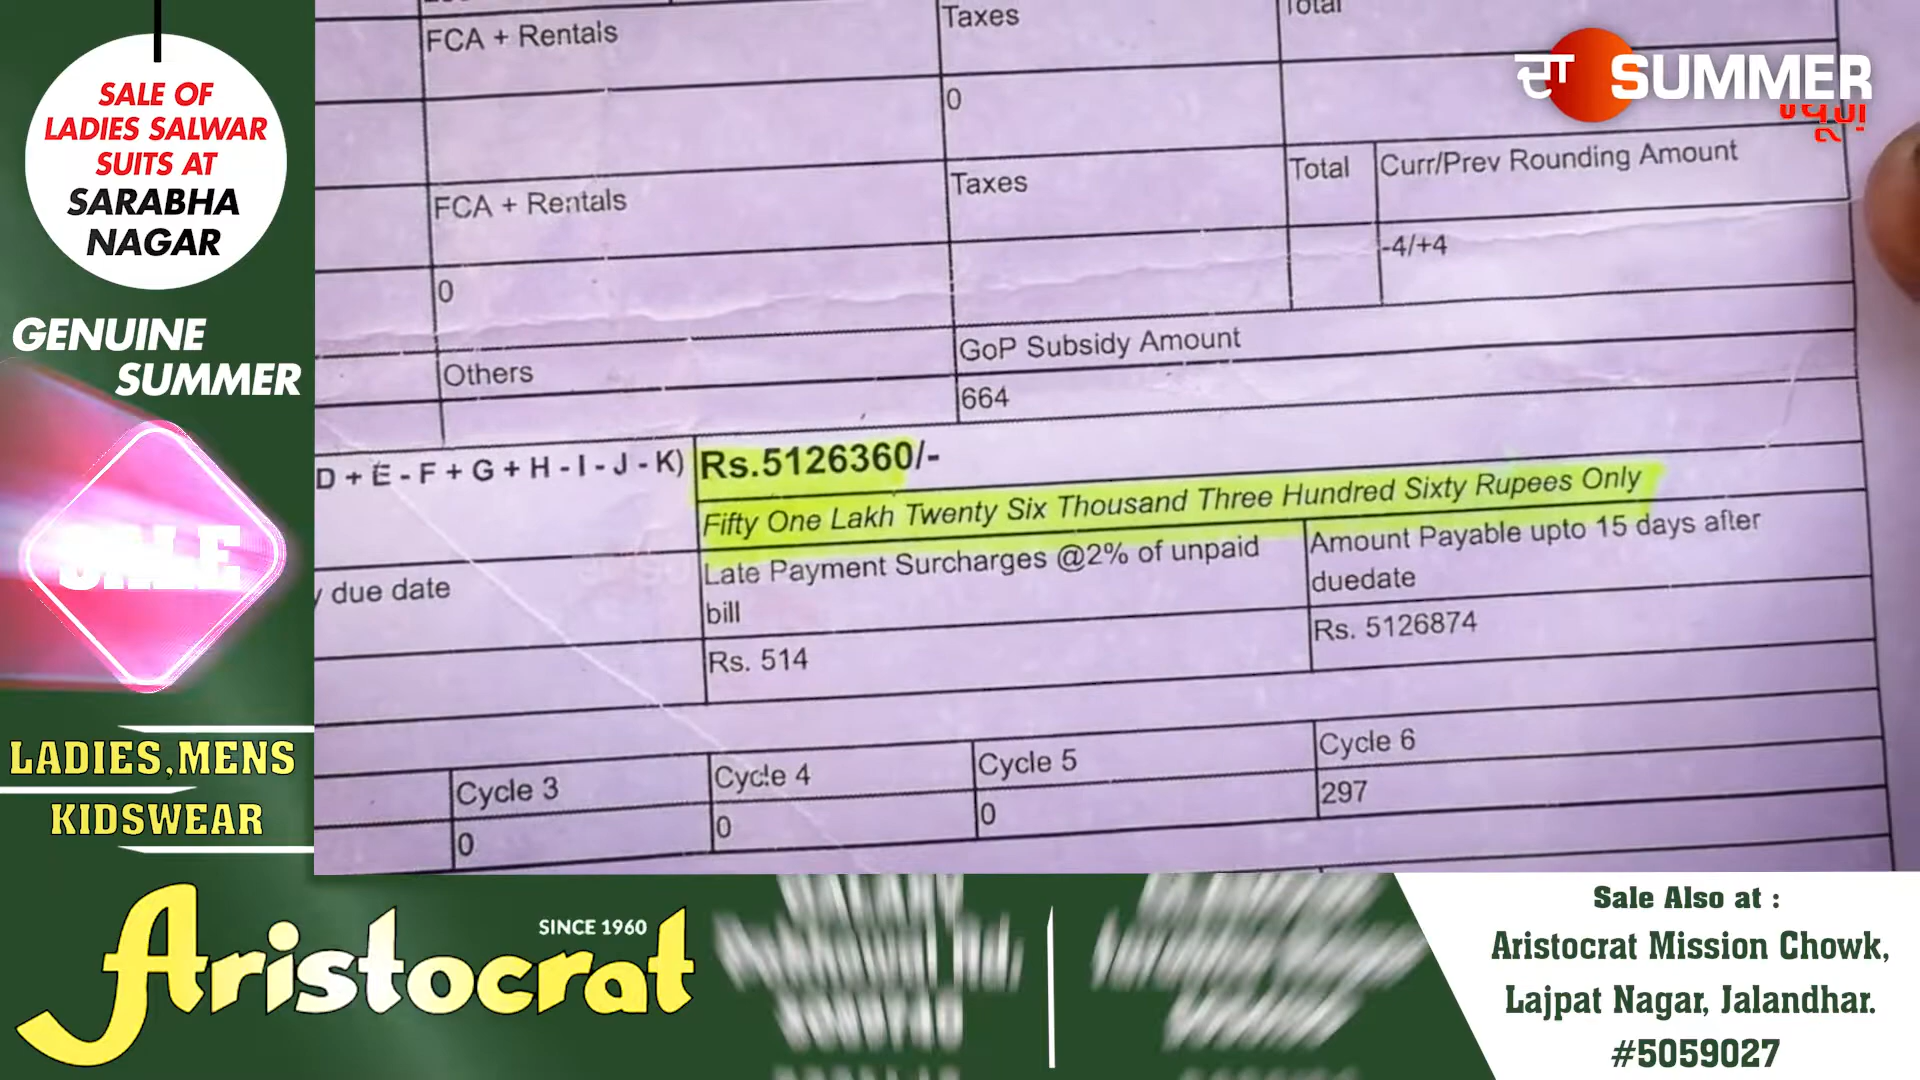 SALE OF
LADIES SALWAR
SUITS AT
SARABHA
NAGAR
GENUINE
SUMMER
SALE
LADIES,MENS
KIDSWEAR
FCA + Rentals
Taxes
Total
0
FCA + Rentals
Taxes
Total
Curr/Prev Rounding Amount
0
-4/+4
Others
GoP Subsidy Amount
664
D + E - F + G + H - I - J - K)
Rs.5126360/-
Fifty One Lakh Twenty Six Thousand Three Hundred Sixty Rupees Only
due date
Late Payment Surcharges @2% of unpaid
bill
Amount Payable upto 15 days after
duedate
Rs. 514
Rs. 5126874
Cycle 3
Cycle 4
Cycle 5
Cycle 6
0
0
0
297
ਦਾ SUMMER
Aristocrat
SINCE 1960
Sale Also at :
Aristocrat Mission Chowk,
Lajpat Nagar, Jalandhar.
#5059027